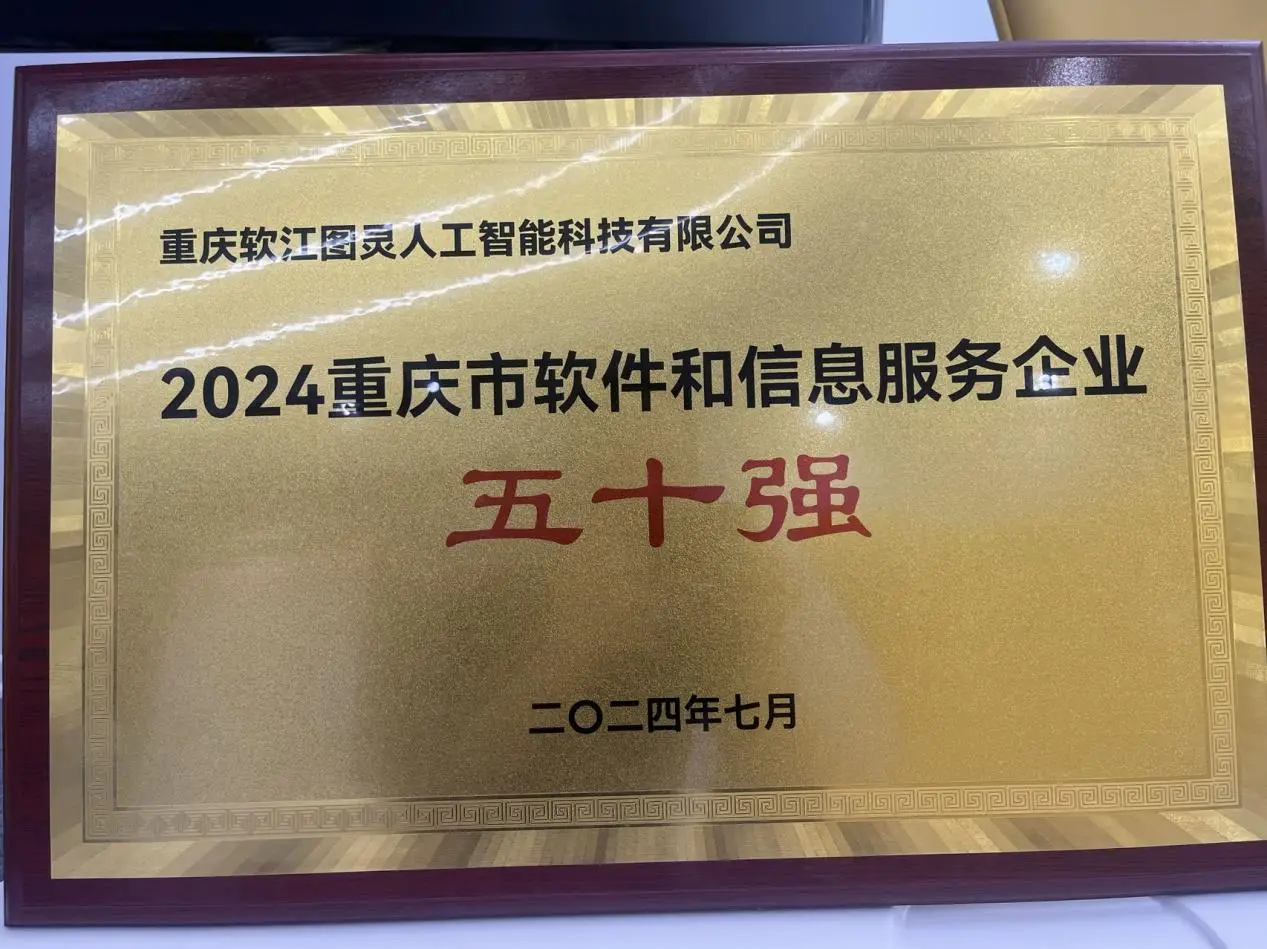 重庆软江图灵人工智能科技有限公司
2024重庆市软件和信息服务企业
五十强
二〇二四年七月